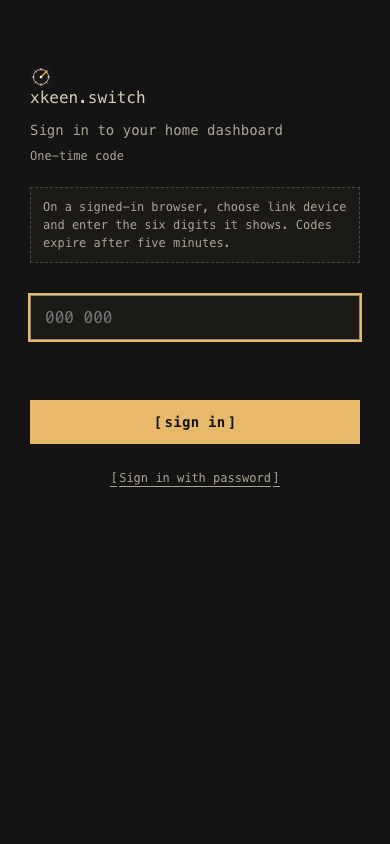 xkeen.switch
Sign in to your home dashboard
One-time code
On a signed-in browser, choose link device
and enter the six digits it shows. Codes
expire after five minutes.
000 000
[sign in]
[Sign in with password]